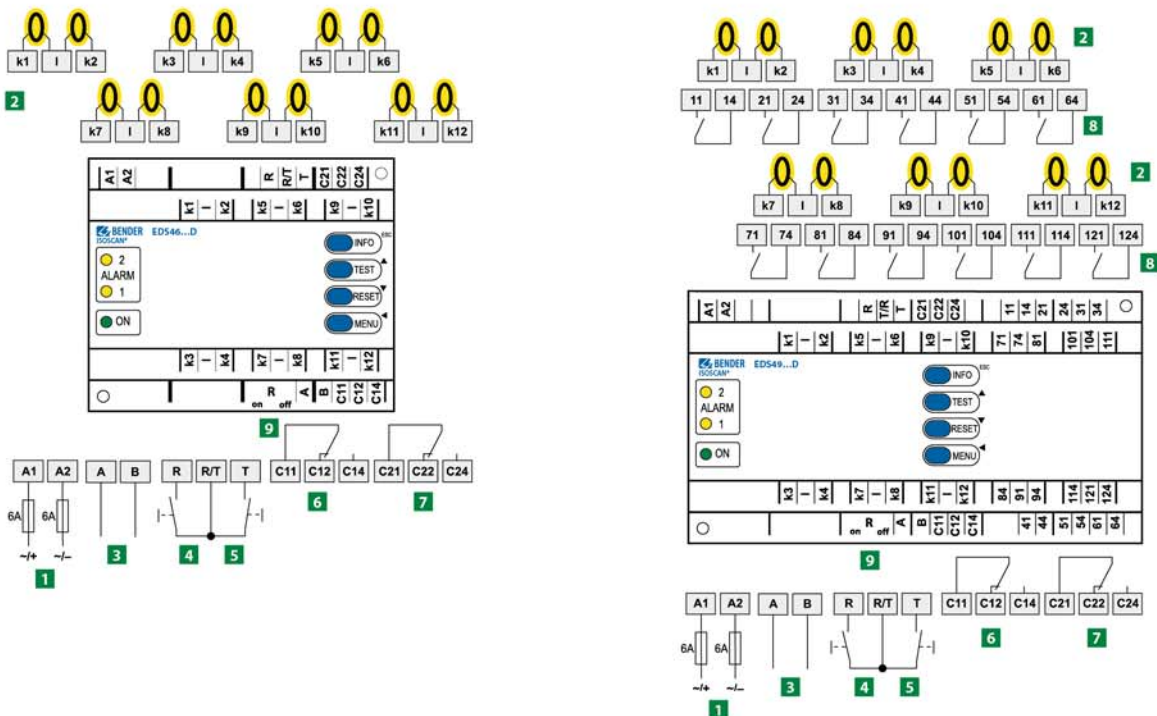 k1 I k2 k3 I k4 k5 I k6
2
k7 I k8 k9 I k10 k11 I k12
A1 A2 R R/T T C21 C22 C24
k1 I k2 k5 I k6 k9 I k10
BENDER EDS46...D
ISOSCAN®
2
ALARM
1
ON
INFO ESC
TEST
RESET
MENU
k3 I k4 k7 I k8 k11 I k12
on R off A B C11 C12 C14
9
A1 A2 A B R R/T T C11 C12 C14 C21 C22 C24
6A 6A
6 7
~/+ ~/–
3 4 5
1
2
k1 I k2 k3 I k4 k5 I k6
11 14 21 24 31 34 41 44 51 54 61 64
8
2
k7 I k8 k9 I k10 k11 I k12
71 74 81 84 91 94 101 104 111 114 121 124
8
A1 A2 R T/R T C21 C22 C24 11 14 21 24 31 34
k1 I k2 k5 I k6 k9 I k10 71 74 81 101 104 111
BENDER EDS49...D
ISOSCAN®
2
ALARM
1
ON
INFO ESC
TEST
RESET
MENU
k3 I k4 k7 I k8 k11 I k12 84 91 94 114 121 124
on R off A B C11 C12 C14 41 44 51 54 61 64
9
A1 A2 A B R R/T T C11 C12 C14 C21 C22 C24
6A 6A
6 7
~/+ ~/–
3 4 5
1